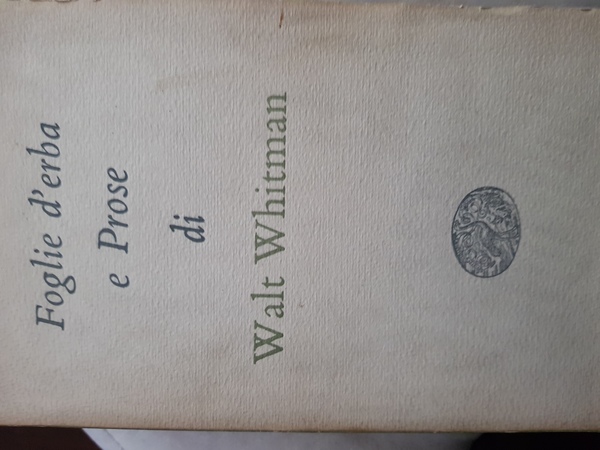 Foglie d'erba
e Prose
di
Walt Whitman